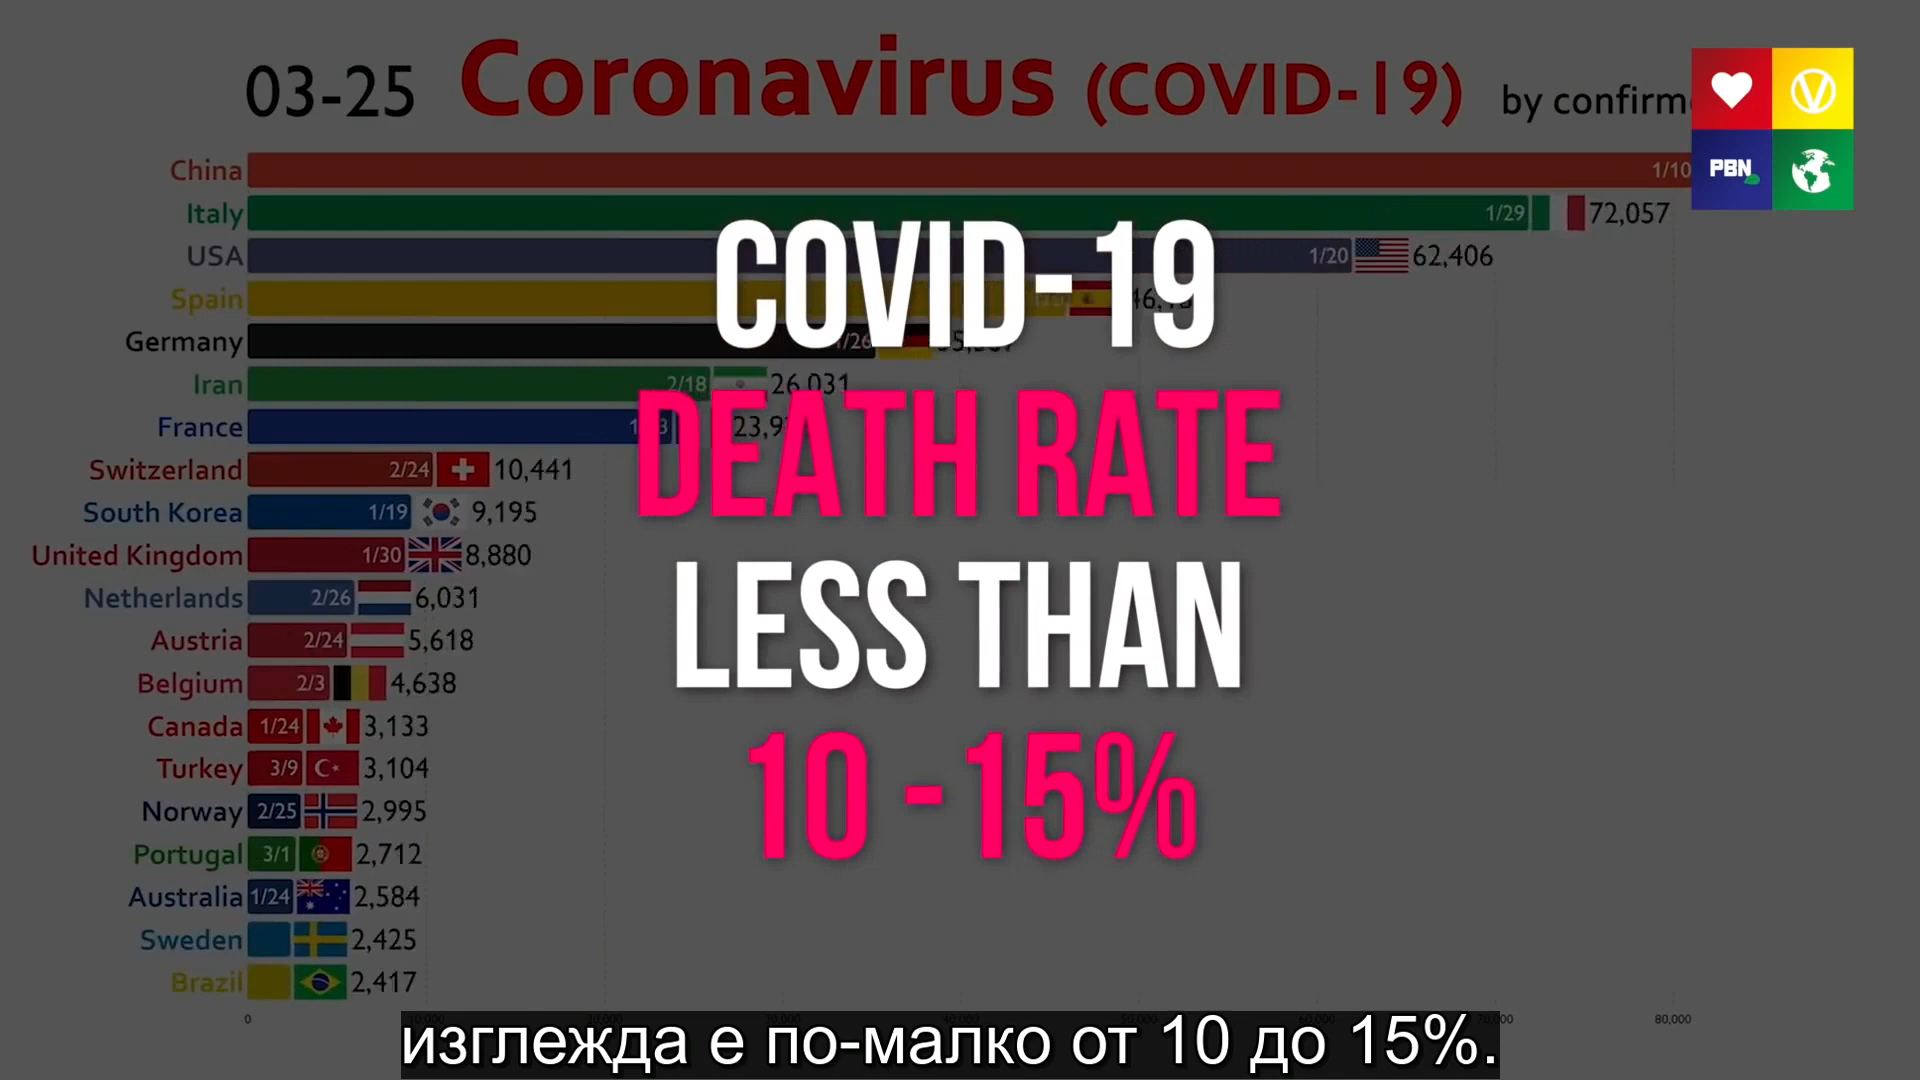 03-25 Coronavirus (COVID-19) by confirm
PBN
China 1/10
Italy 1/29 72,057
USA 1/20 62,406
Spain
Germany 1/26
Iran 2/18 26,031
France 23,9
Switzerland 2/24 10,441
South Korea 1/19 9,195
United Kingdom 1/30 8,880
Netherlands 2/26 6,031
Austria 2/24 5,618
Belgium 2/3 4,638
Canada 1/24 3,133
Turkey 3/9 3,104
Norway 2/25 2,995
Portugal 3/1 2,712
Australia 1/24 2,584
Sweden 2,425
Brazil 2,417
COVID-19
DEATH RATE
LESS THAN
10 -15%
0 80,000
изглежда е по-малко от 10 до 15%.